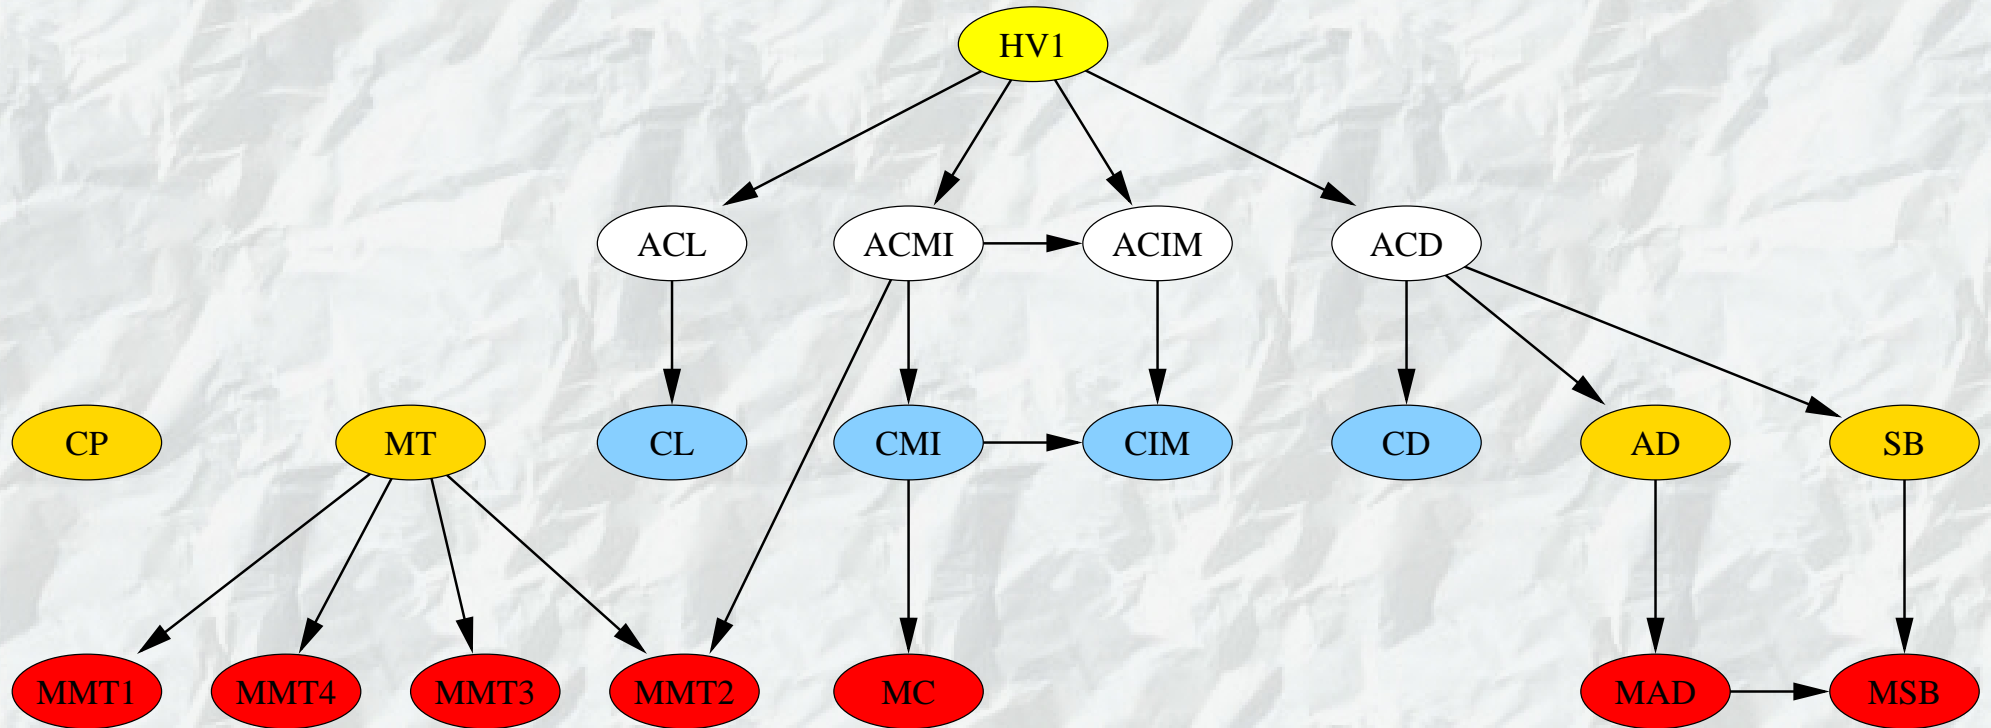 HV1
ACL ACMI ACIM ACD
CP MT CL CMI CIM CD AD SB
MMT1 MMT4 MMT3 MMT2 MC MAD MSB